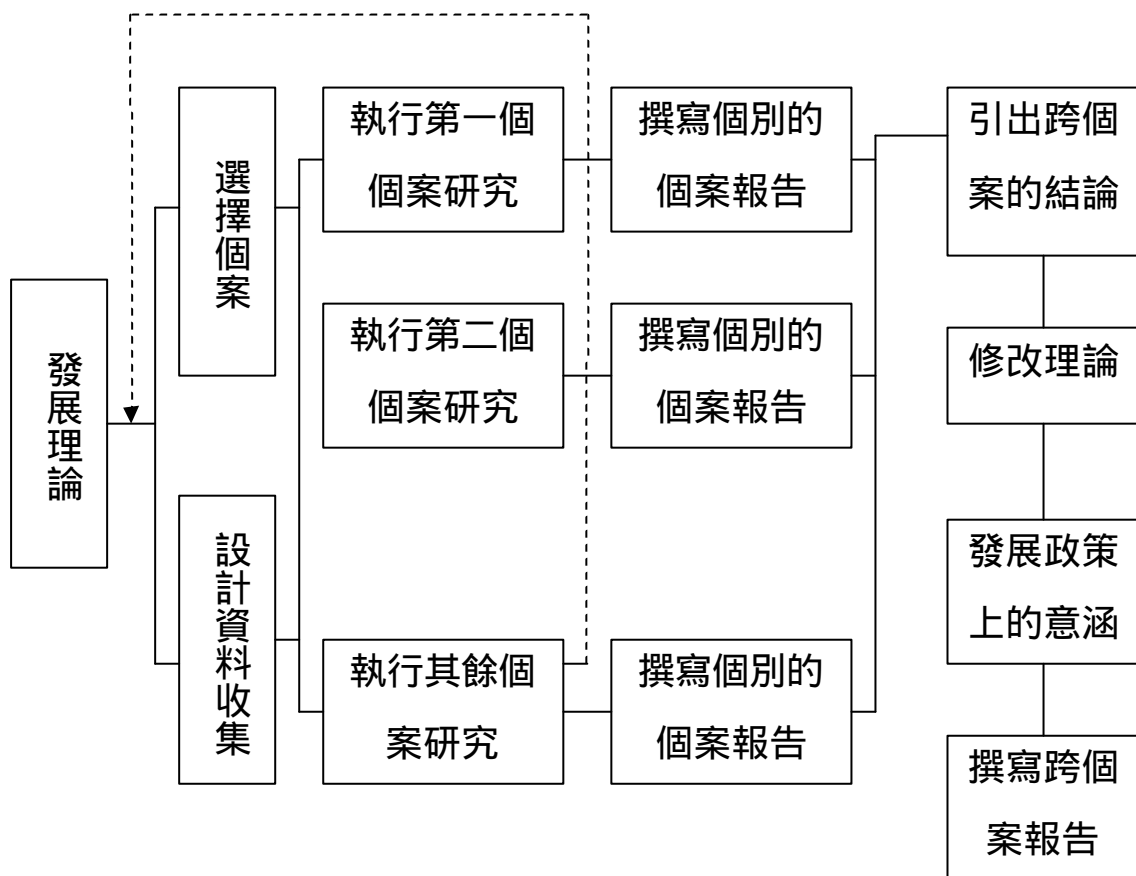 發展理論
選擇個案
設計資料收集
執行第一個
個案研究
執行第二個
個案研究
執行其餘個
案研究
撰寫個別的
個案報告
撰寫個別的
個案報告
撰寫個別的
個案報告
引出跨個
案的結論
修改理論
發展政策
上的意涵
撰寫跨個
案報告